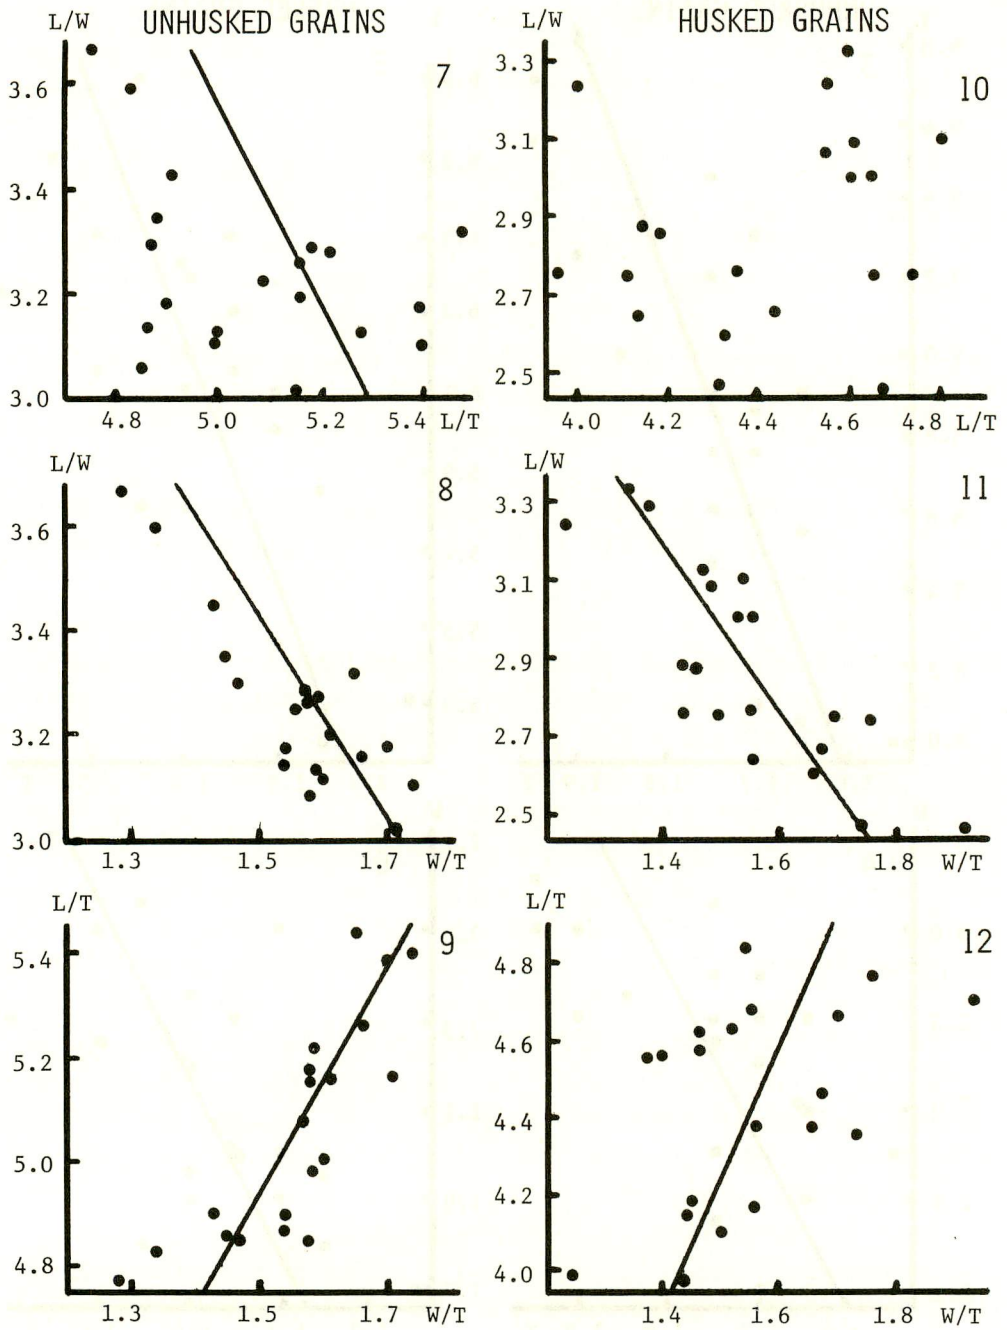 L/W UNHUSKED GRAINS
7
3.6
3.4
3.2
3.0
4.8 5.0 5.2 5.4 L/T
L/W HUSKED GRAINS
10
3.3
3.1
2.9
2.7
2.5
4.0 4.2 4.4 4.6 4.8 L/T
L/W
8
3.6
3.4
3.2
3.0
1.3 1.5 1.7 W/T
L/W
11
3.3
3.1
2.9
2.7
2.5
1.4 1.6 1.8 W/T
L/T
9
5.4
5.2
5.0
4.8
1.3 1.5 1.7 W/T
L/T
12
4.8
4.6
4.4
4.2
4.0
1.4 1.6 1.8 W/T